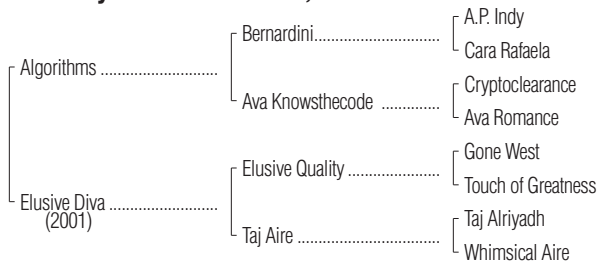 A.P. Indy
Bernardini
Cara Rafaela
Algorithms
Cryptoclearance
Ava Knowsthecode
Ava Romance
Gone West
Elusive Quality
Touch of Greatness
Elusive Diva
(2001)
Taj Alriyadh
Taj Aire
Whimsical Aire